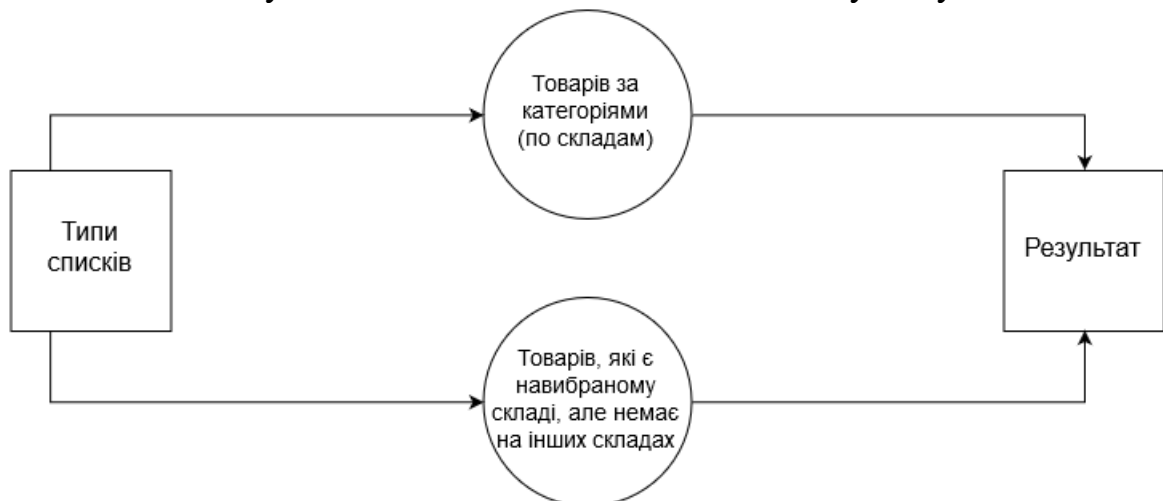 Товарів за
категоріями
(по складам)
Типи
списків
Результат
Товарів, які є
навибраному
складі, але немає
на інших складах